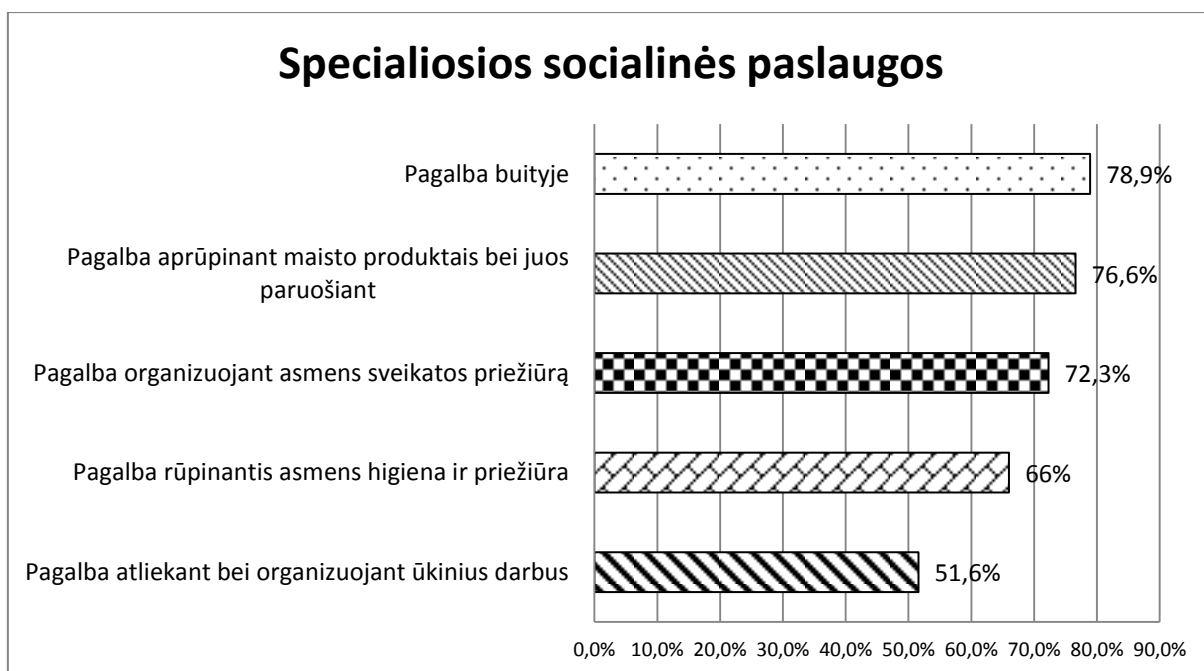 Specialiosios socialinės paslaugos
Pagalba buityje
78,9%
Pagalba aprūpinant maisto produktais bei juos
paruošiant
76,6%
Pagalba organizuojant asmens sveikatos priežiūrą
72,3%
Pagalba rūpinantis asmens higiena ir priežiūra
66%
Pagalba atliekant bei organizuojant ūkinius darbus
51,6%
0,0% 10,0% 20,0% 30,0% 40,0% 50,0% 60,0% 70,0% 80,0% 90,0%